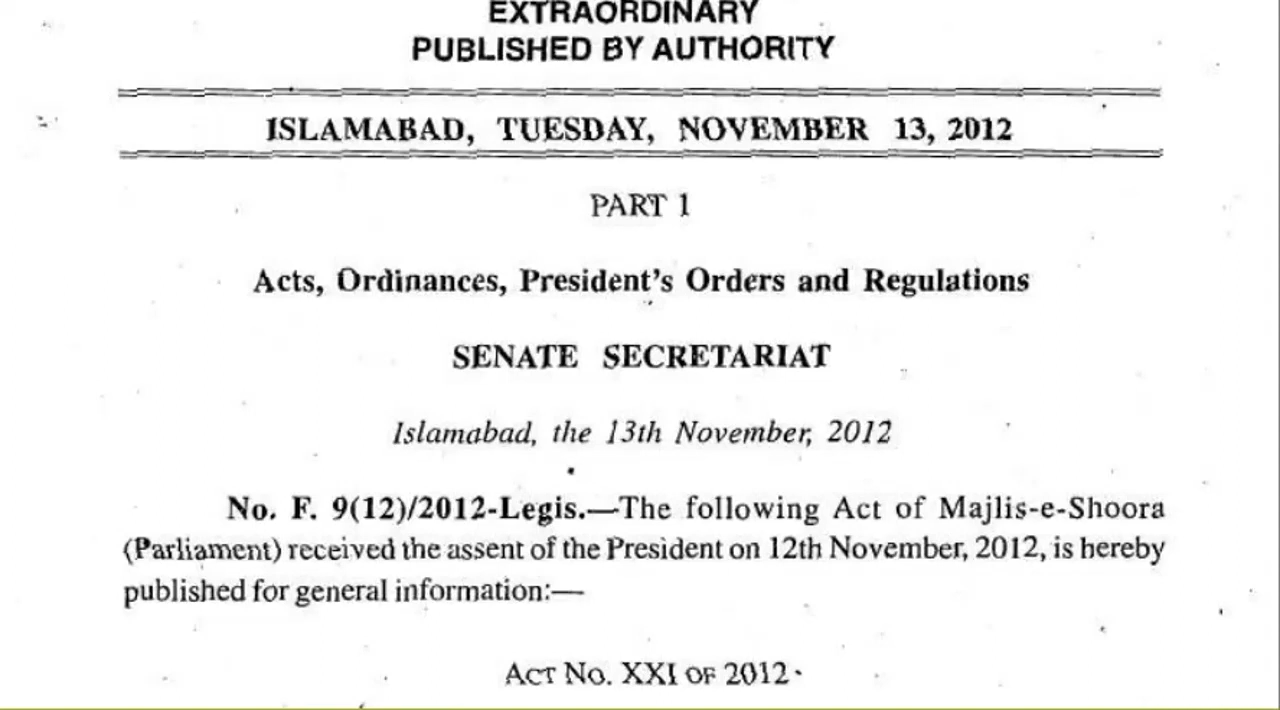 EXTRAORDINARY
PUBLISHED BY AUTHORITY
ISLAMABAD, TUESDAY, NOVEMBER 13, 2012
PART 1
Acts, Ordinances, President's Orders and Regulations
SENATE SECRETARIAT
Islamabad, the 13th November, 2012
No. F. 9(12)/2012-Legis.—The following Act of Majlis-e-Shoora
(Parliament) received the assent of the President on 12th November, 2012, is hereby
published for general information:—
ACT NO. XXI OF 2012